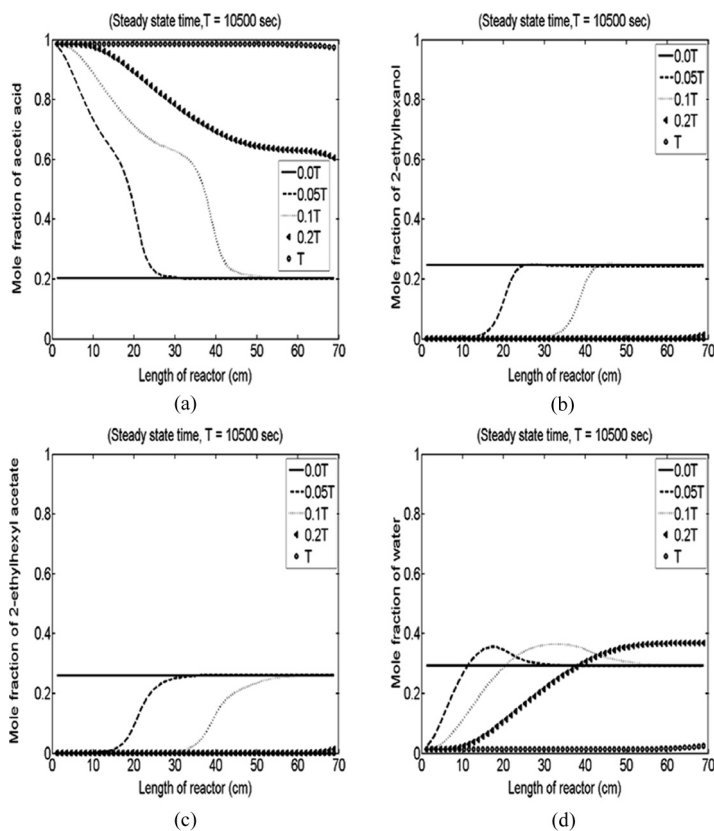 (Steady state time,T = 10500 sec)
Mole fraction of acetic acid
1
0.8
0.6
0.4
0.2
0
0.0T
0.05T
0.1T
0.2T
T
0 10 20 30 40 50 60 70
Length of reactor (cm)
(a)
(Steady state time, T = 10500 sec)
Mole fraction of 2-ethylhexanol
1
0.8
0.6
0.4
0.2
0
0.0T
0.05T
0.1T
0.2T
T
0 10 20 30 40 50 60 70
Length of reactor (cm)
(b)
(Steady state time, T = 10500 sec)
Mole fraction of 2-ethylhexyl acetate
1
0.8
0.6
0.4
0.2
0
0.0T
0.05T
0.1T
0.2T
T
0 10 20 30 40 50 60 70
Length of reactor (cm)
(c)
(Steady state time, T = 10500 sec)
Mole fraction of water
1
0.8
0.6
0.4
0.2
0
0.0T
0.05T
0.1T
0.2T
T
0 10 20 30 40 50 60 70
Length of reactor (cm)
(d)